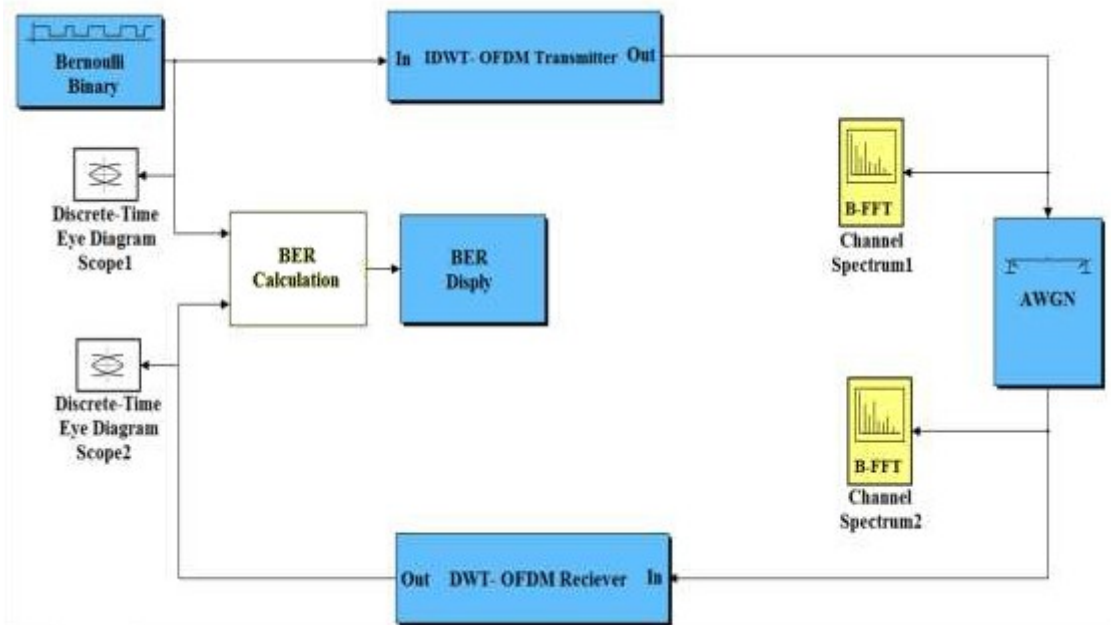 Bernoulli
Binary
In IDWT- OFDM Transmitter Out
Discrete-Time
Eye Diagram
Scope1
B-FFT
Channel
Spectrum1
BER
Calculation
BER
Disply
AWGN
Discrete-Time
Eye Diagram
Scope2
B-FFT
Channel
Spectrum2
Out DWT- OFDM Reciever In